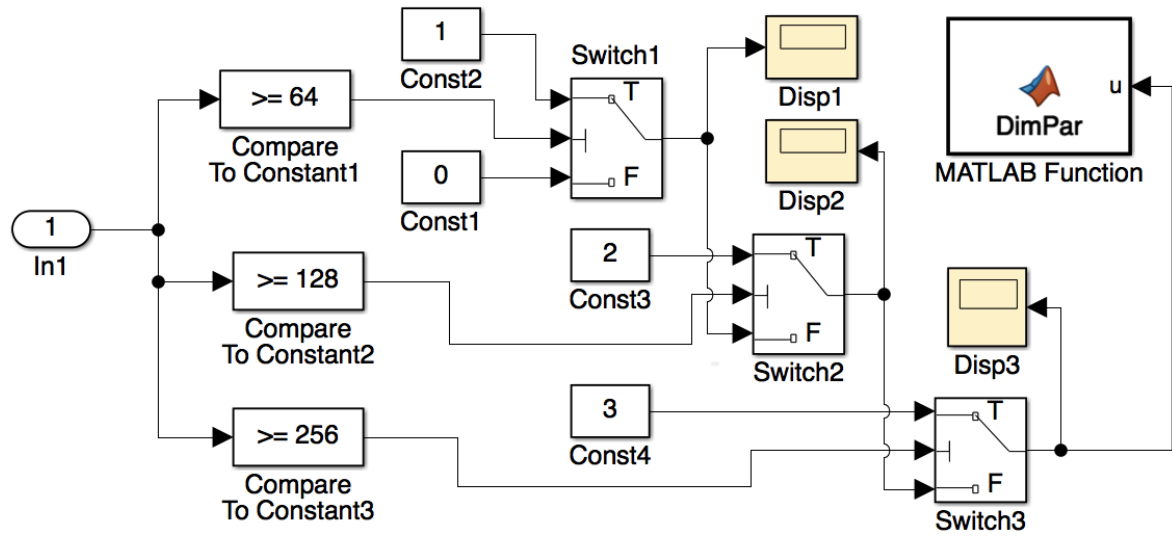 1
Const2
Switch1
T
F
>= 64
Compare
To Constant1
0
Const1
Disp1
Disp2
u
DimPar
MATLAB Function
1
In1
2
Const3
T
F
Switch2
>= 128
Compare
To Constant2
Disp3
3
Const4
T
F
Switch3
>= 256
Compare
To Constant3